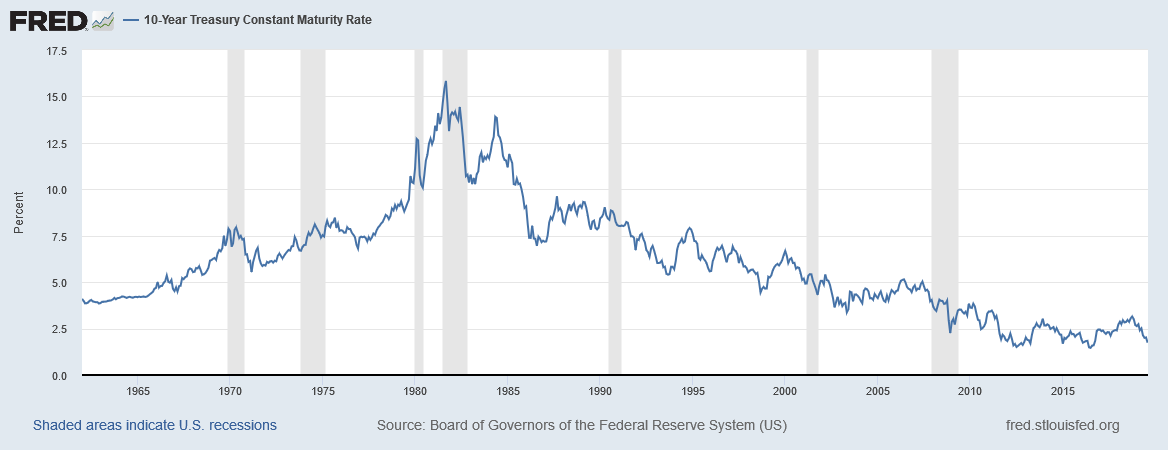 FRED
10-Year Treasury Constant Maturity Rate
17.5
15.0
12.5
10.0
7.5
5.0
2.5
0.0
Percent
1965 1970 1975 1980 1985 1990 1995 2000 2005 2010 2015
Shaded areas indicate U.S. recessions
Source: Board of Governors of the Federal Reserve System (US)
fred.stlouisfed.org